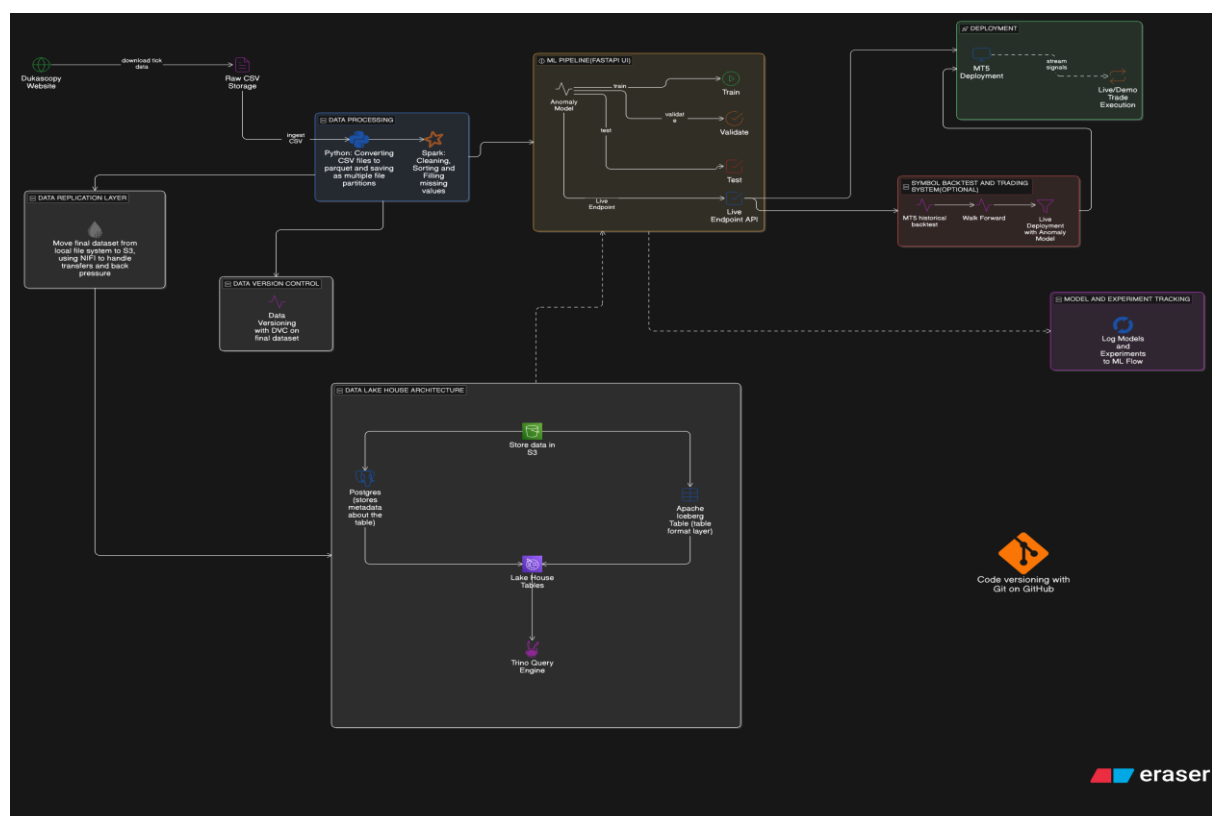 Dukascopy
Website
download tick
data
Raw CSV
Storage
ingest
CSV
DATA PROCESSING
Python: Converting
CSV files to
parquet and saving
as multiple file
partitions
Spark:
Cleaning,
Sorting and
Filling
missing
values
DATA REPLICATION LAYER
Move final dataset from
local file system to S3,
using NIFI to handle
transfers and back
pressure
DATA VERSION CONTROL
Data
Versioning
with DVC on
final dataset
ML PIPELINE(FASTAPI UI)
Anomaly
Model
train
Train
validat
e
Validate
test
Test
Live
Endpoint
Live
Endpoint API
DEPLOYMENT
MT5
Deployment
stream
signals
Live/Demo
Trade
Execution
SYMBOL BACKTEST AND TRADING
SYSTEM(OPTIONAL)
MT5 historical
backtest
Walk Forward
Live
Deployment
with Anomaly
Model
MODEL AND EXPERIMENT TRACKING
Log Models
and
Experiments
to ML Flow
DATA LAKE HOUSE ARCHITECTURE
Store data in
S3
Postgres
(stores
metadata
about the
table)
Apache
Iceberg
Table (table
format layer)
Lake House
Tables
Trino Query
Engine
Code versioning with
Git on GitHub
eraser